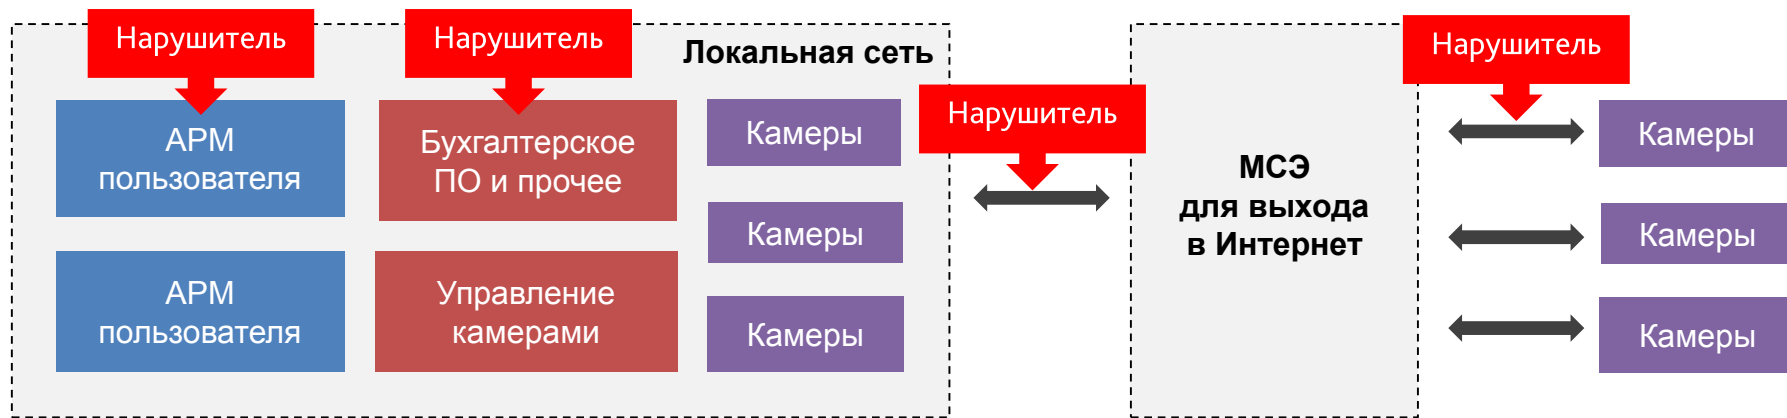 Нарушитель
Нарушитель
Локальная сеть
АРМ
пользователя
Бухгалтерское
ПО и прочее
Камеры
АРМ
пользователя
Управление
камерами
Камеры
Камеры
Нарушитель
МСЭ
для выхода
в Интернет
Нарушитель
Камеры
Камеры
Камеры